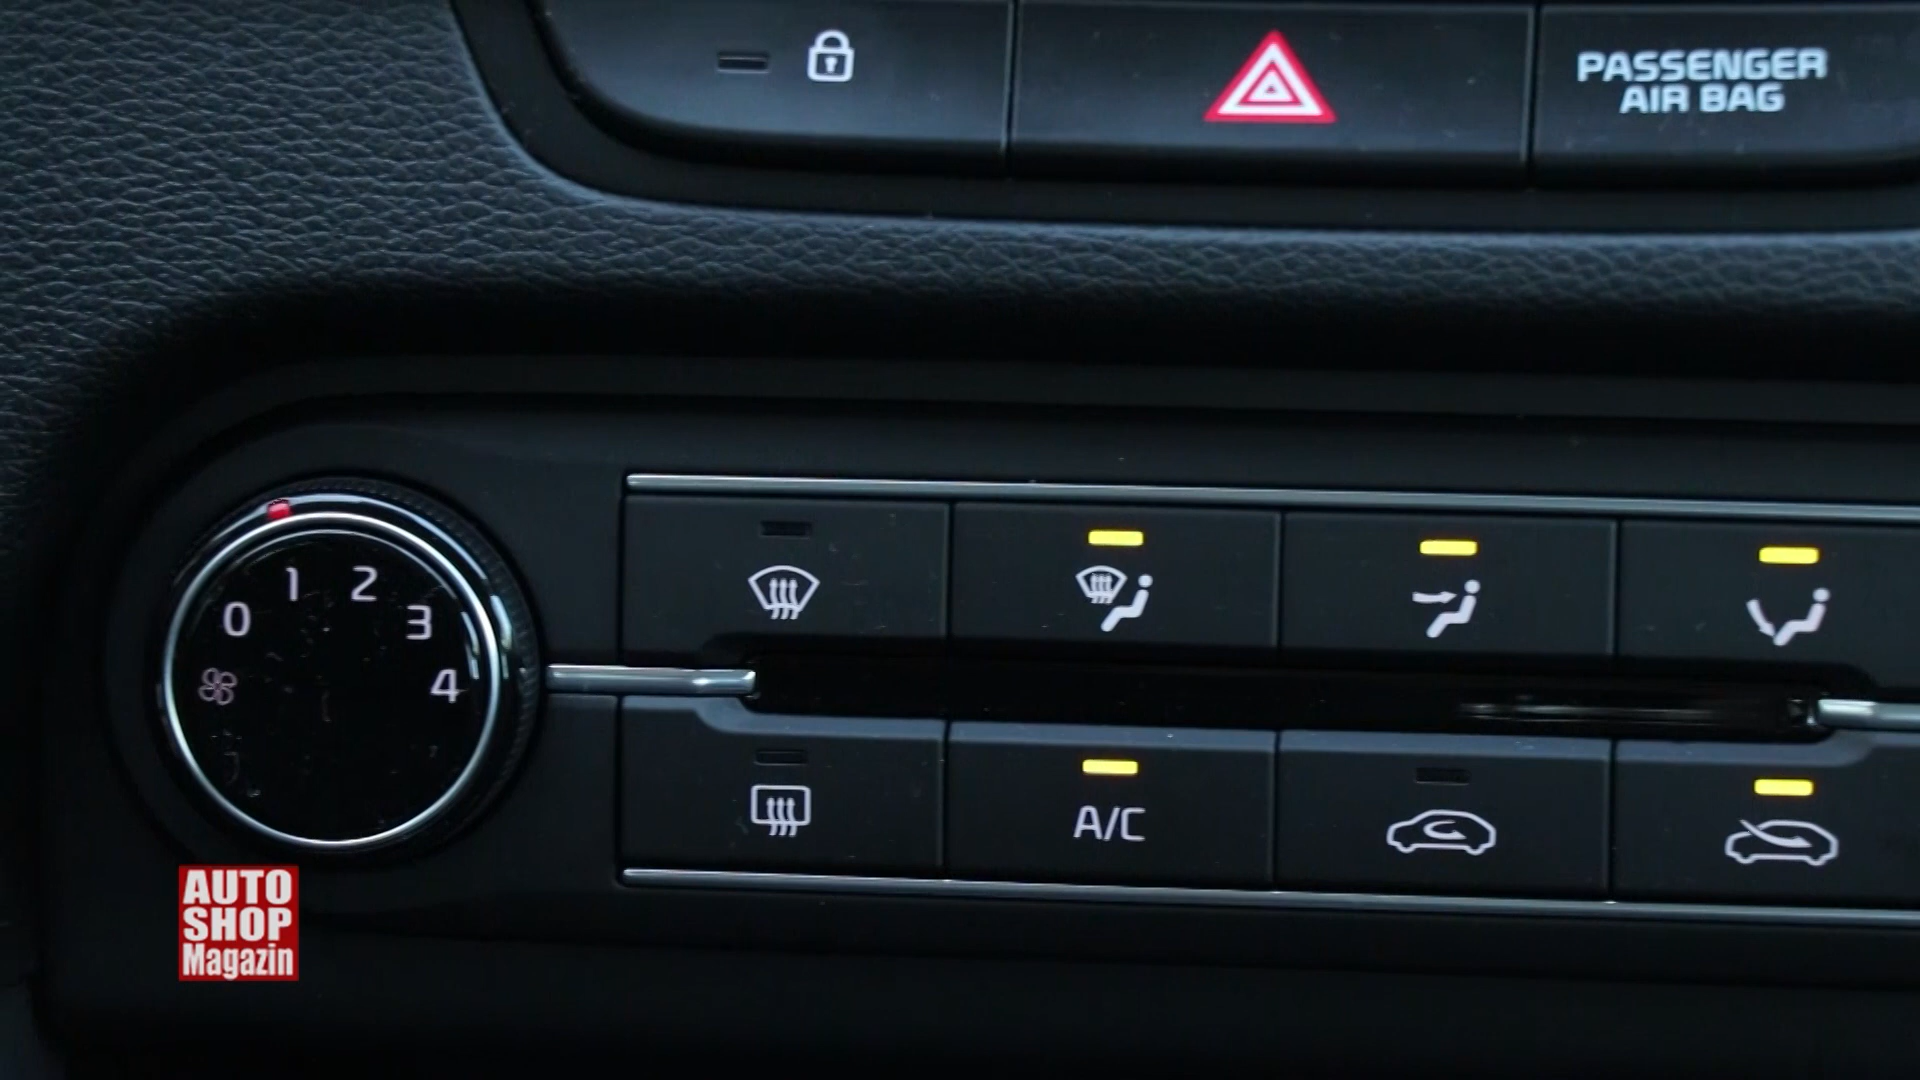 PASSENGER
AIR BAG
0 1 2 3 4
A/C
AUTO
SHOP
Magazin